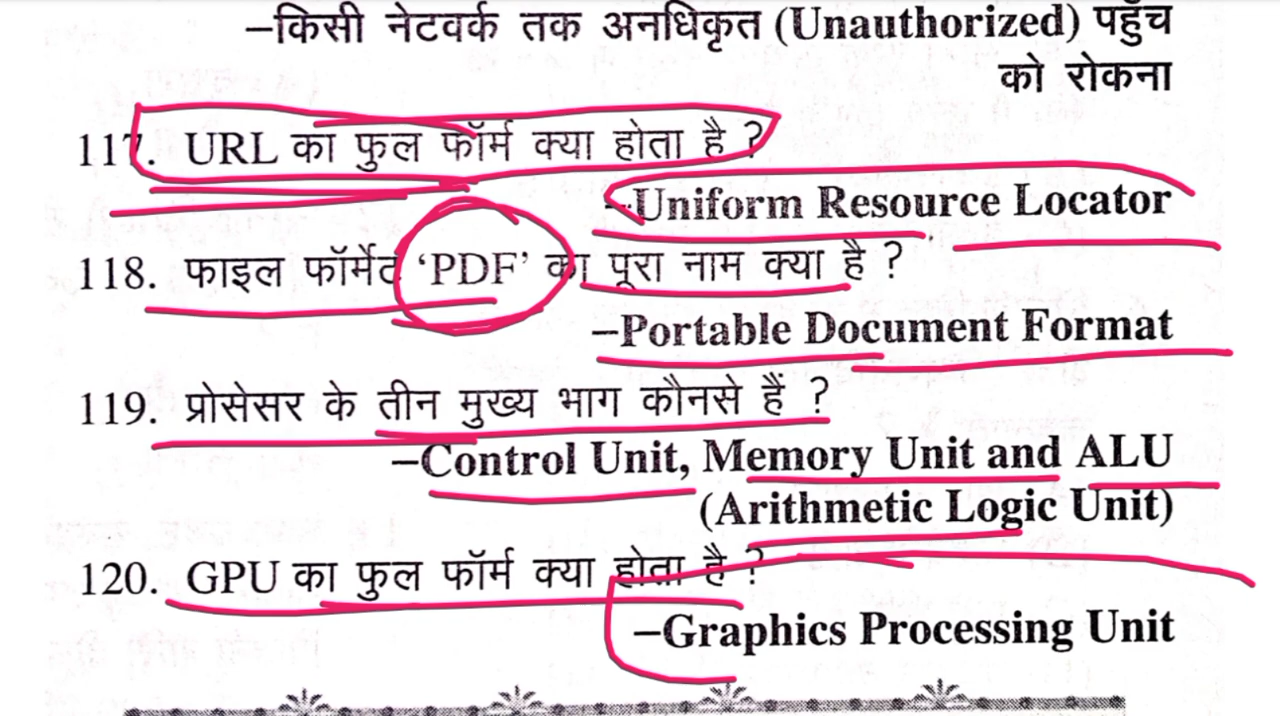 –किसी नेटवर्क तक अनधिकृत (Unauthorized) पहुँच
को रोकना
117. URL का फुल फॉर्म क्या होता है ?
–Uniform Resource Locator
118. फाइल फॉर्मेट ‘PDF’ का पूरा नाम क्या है ?
–Portable Document Format
119. प्रोसेसर के तीन मुख्य भाग कौनसे हैं ?
–Control Unit, Memory Unit and ALU
(Arithmetic Logic Unit)
120. GPU का फुल फॉर्म क्या होता है ?
–Graphics Processing Unit